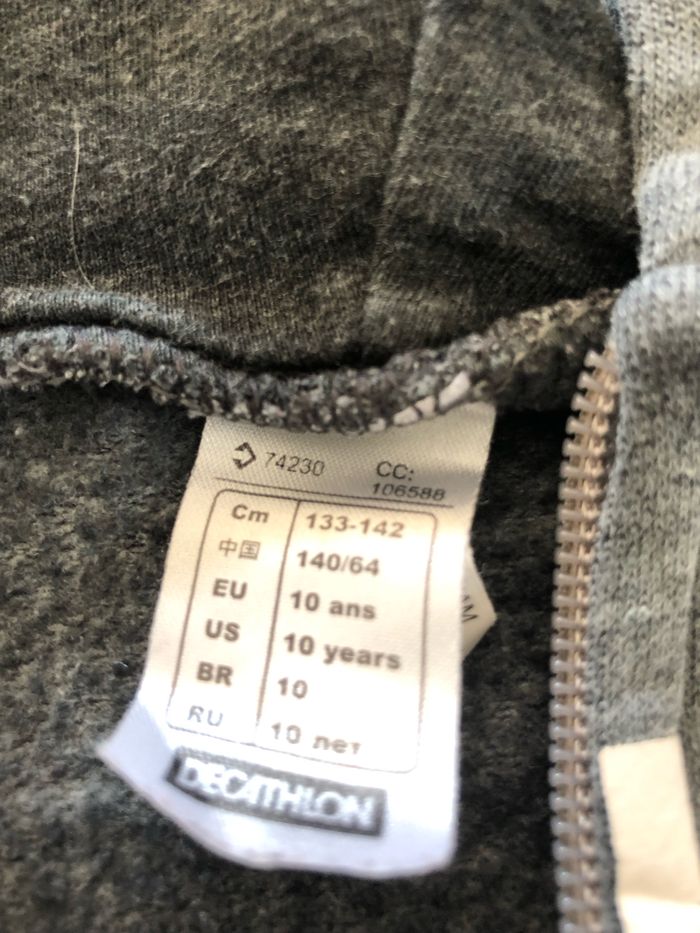 74230 CC:
106588
Cm 133-142
中国 140/64
EU 10 ans
US 10 years
BR 10
RU 10 лет
DECATHLON